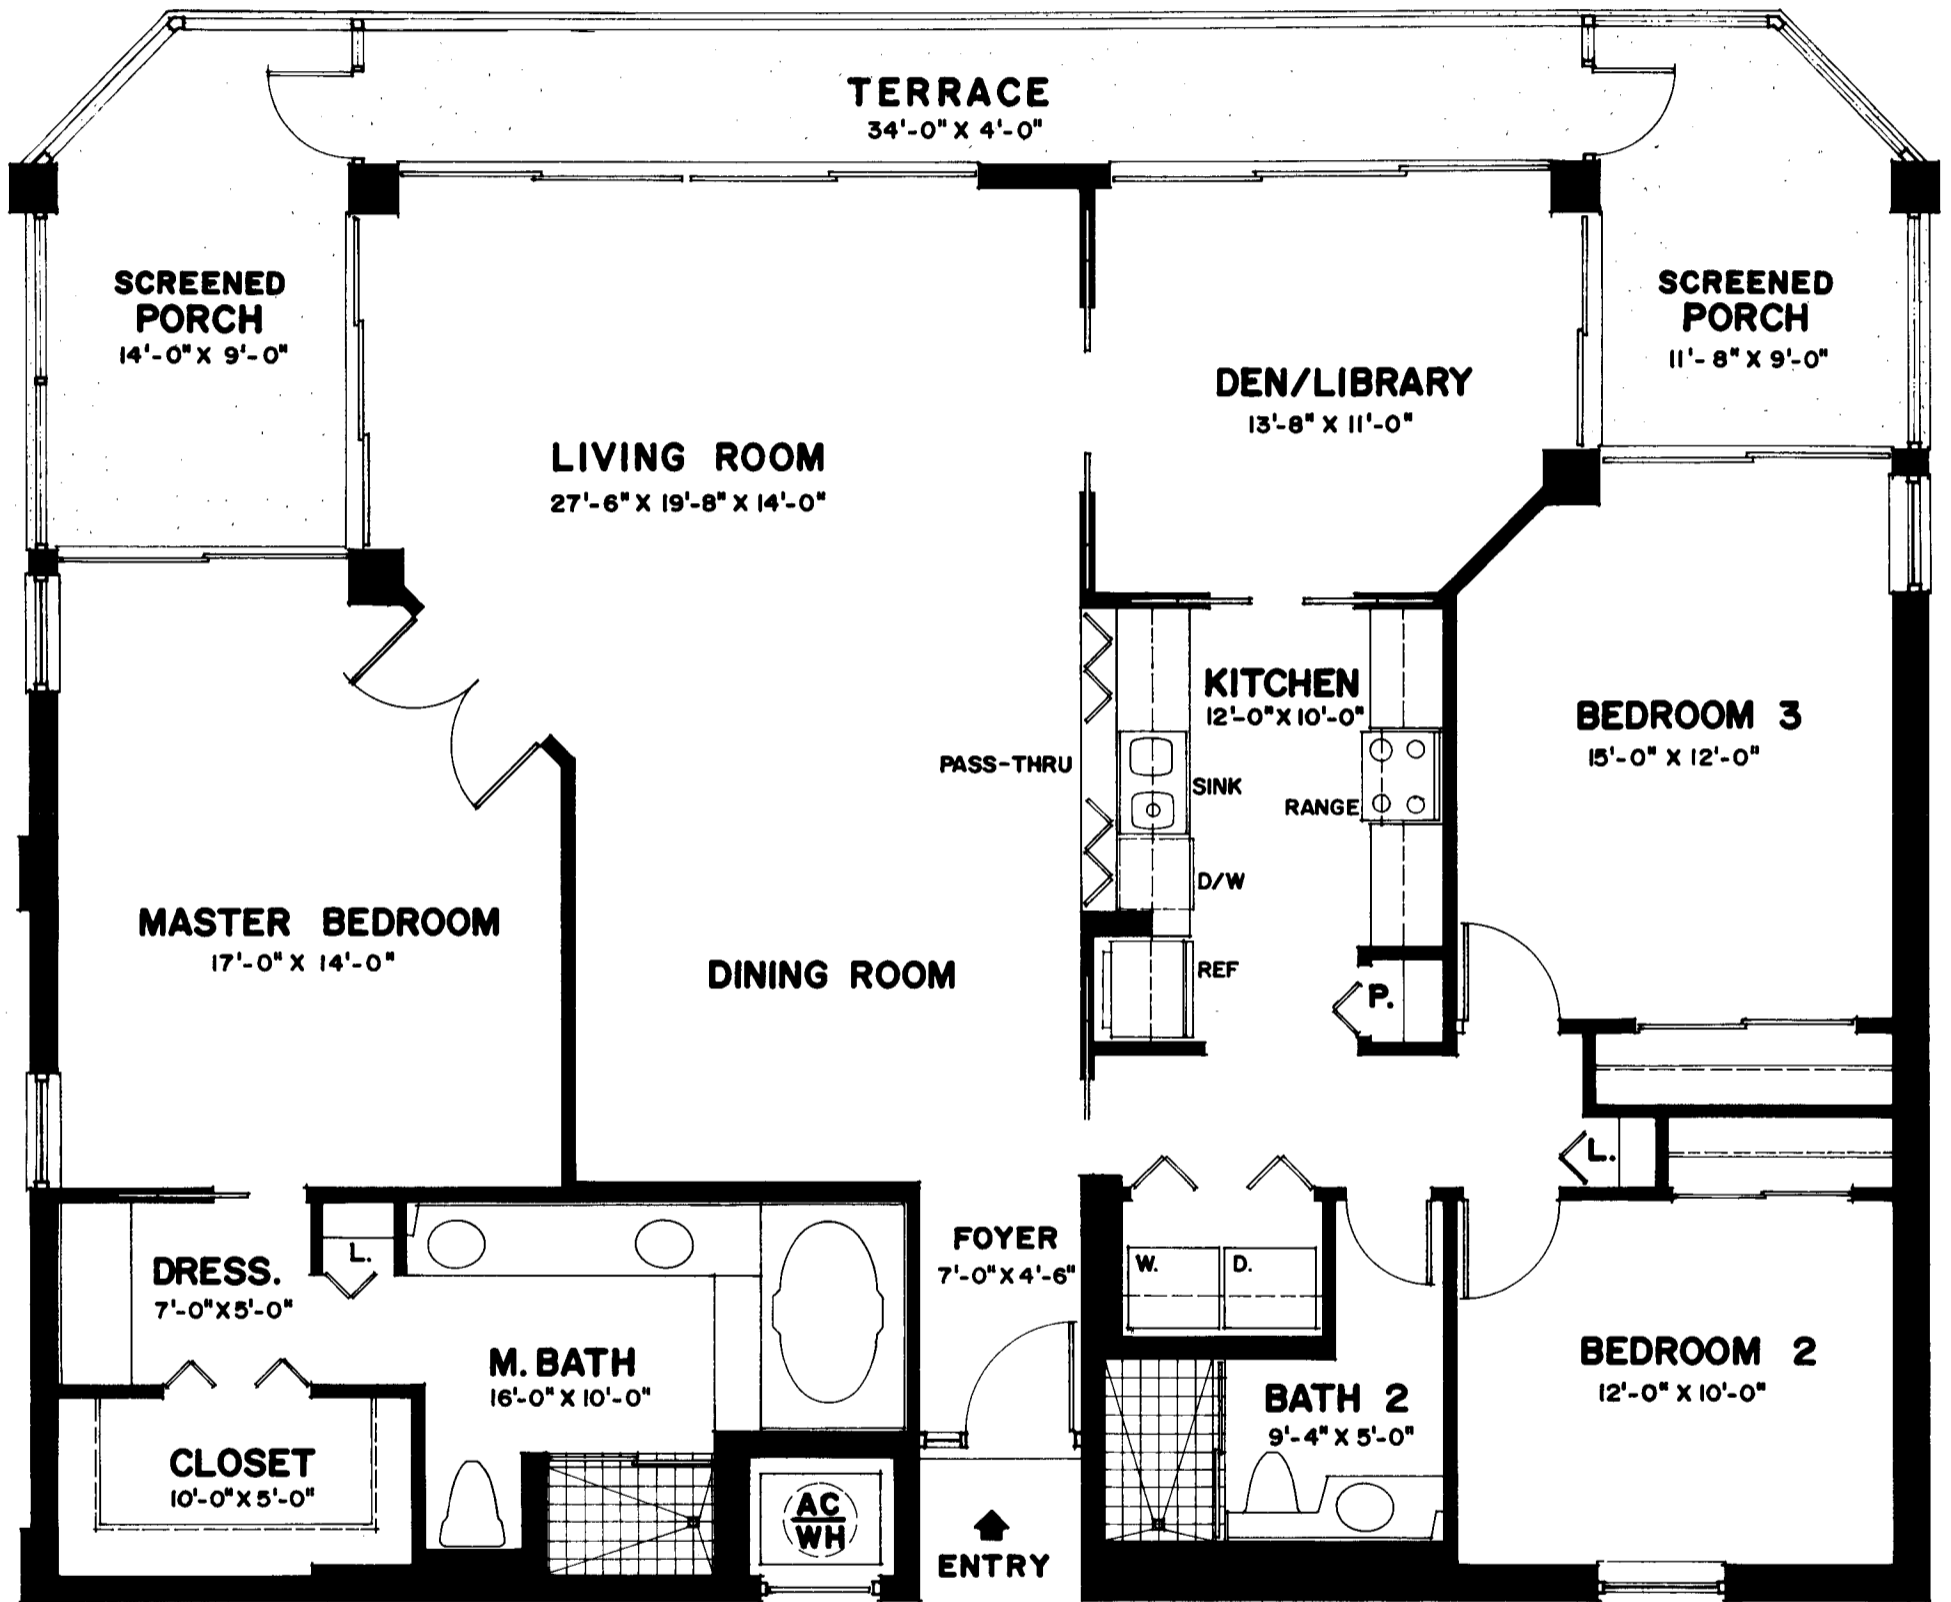 TERRACE
34'-0" X 4'-0"
SCREENED
PORCH
14'-0" X 9'-0"
SCREENED
PORCH
11'-8" X 9'-0"
DEN/LIBRARY
13'-8" X 11'-0"
LIVING ROOM
27'-6" X 19'-8" X 14'-0"
KITCHEN
12'-0" X 10'-0"
BEDROOM 3
15'-0" X 12'-0"
PASS-THRU
SINK
RANGE
D/W
MASTER BEDROOM
17'-0" X 14'-0"
DINING ROOM
REF
P.
L.
FOYER
7'-0" X 4'-6"
W.
D.
L.
DRESS.
7'-0" X 5'-0"
M. BATH
16'-0" X 10'-0"
BEDROOM 2
12'-0" X 10'-0"
BATH 2
9'-4" X 5'-0"
CLOSET
10'-0" X 5'-0"
AC
WH
ENTRY